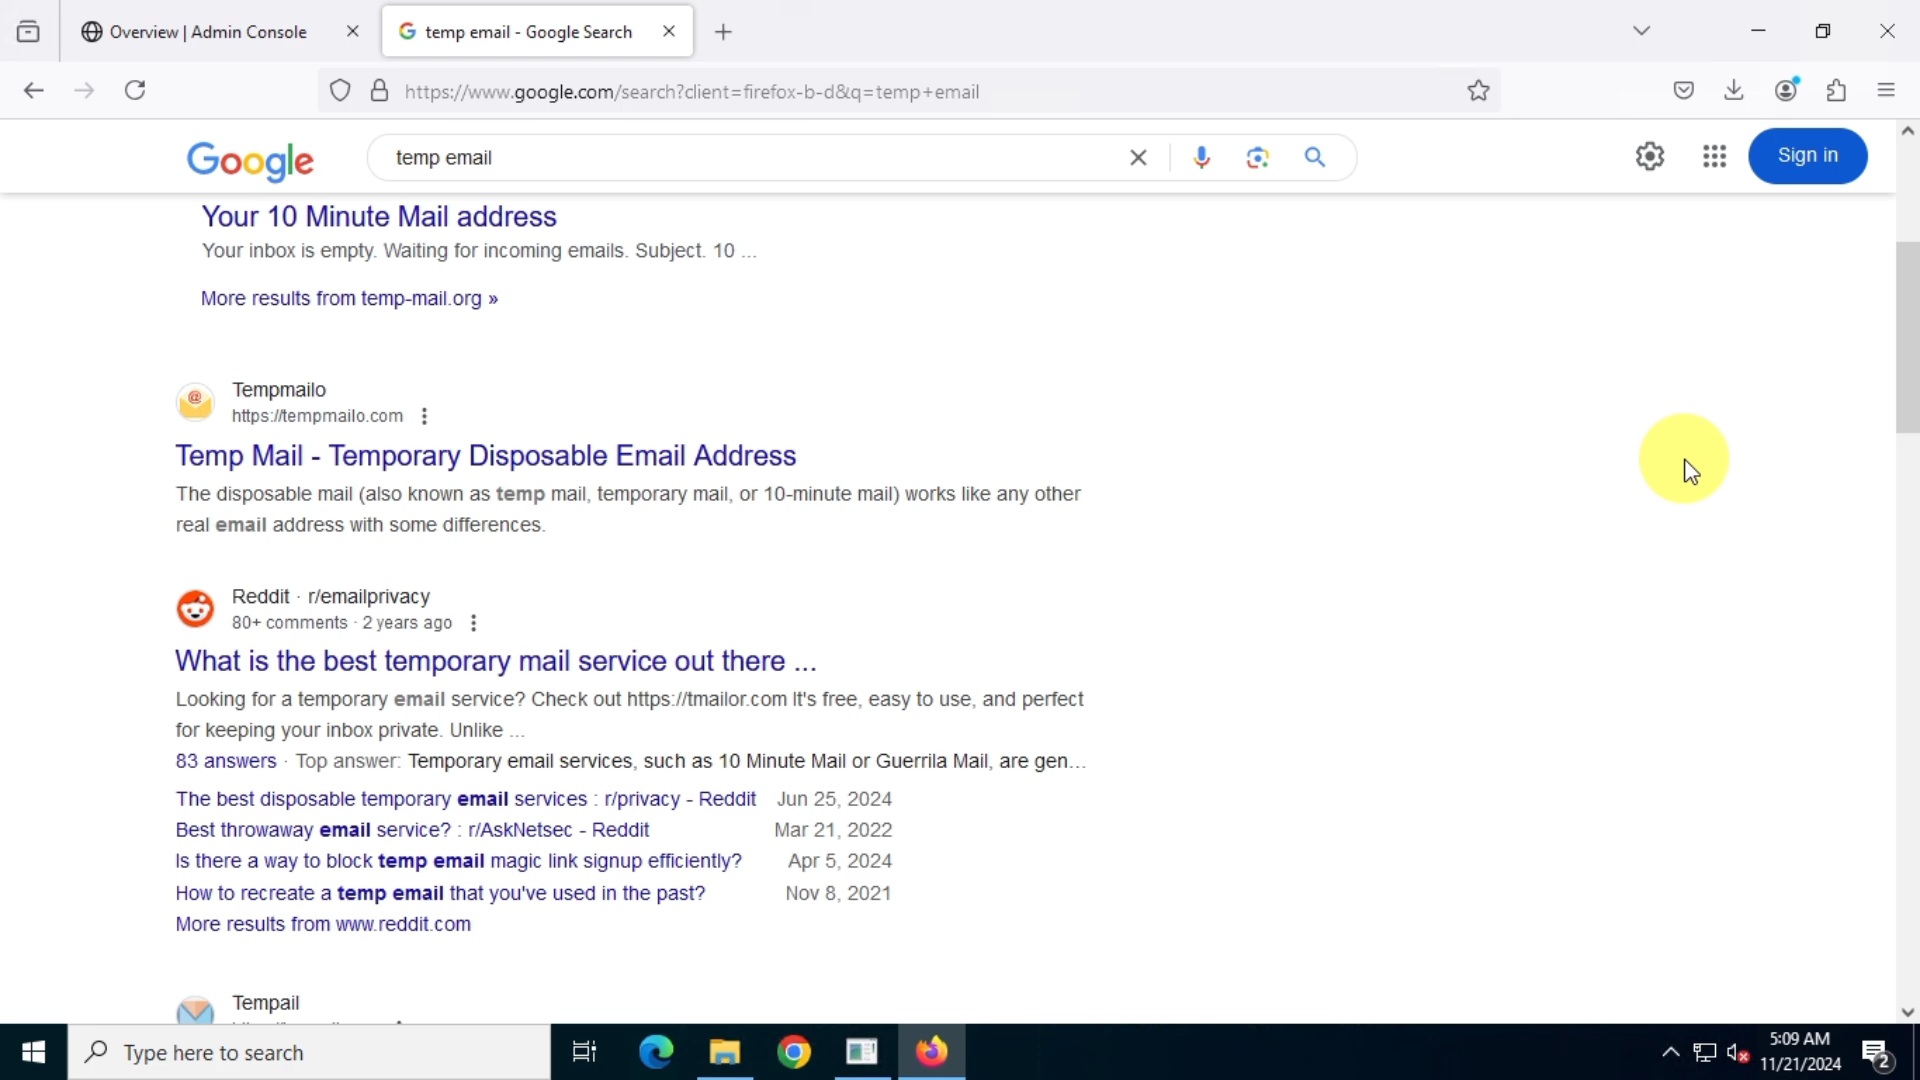 Overview | Admin Console
temp email - Google Search
https://www.google.com/search?client=firefox-b-d&q=temp+email
Google
temp email
Sign in
Your 10 Minute Mail address
Your inbox is empty. Waiting for incoming emails. Subject. 10 ...
More results from temp-mail.org »
Tempmailo
https://tempmailo.com
Temp Mail - Temporary Disposable Email Address
The disposable mail (also known as temp mail, temporary mail, or 10-minute mail) works like any other
real email address with some differences.
Reddit · r/emailprivacy
80+ comments · 2 years ago
What is the best temporary mail service out there ...
Looking for a temporary email service? Check out https://tmailor.com It's free, easy to use, and perfect
for keeping your inbox private. Unlike ...
83 answers · Top answer: Temporary email services, such as 10 Minute Mail or Guerrila Mail, are gen...
The best disposable temporary email services : r/privacy - Reddit Jun 25, 2024
Best throwaway email service? : r/AskNetsec - Reddit Mar 21, 2022
Is there a way to block temp email magic link signup efficiently? Apr 5, 2024
How to recreate a temp email that you've used in the past? Nov 8, 2021
More results from www.reddit.com
Tempail
Type here to search
5:09 AM
11/21/2024
2